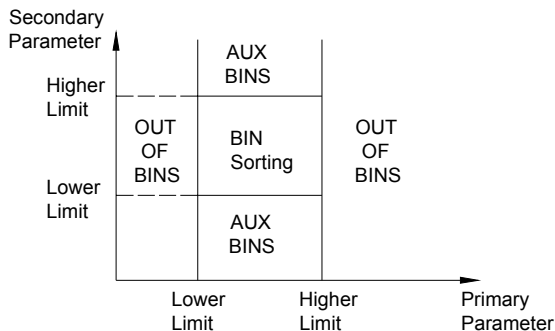 Secondary
Parameter
AUX
BINS
Higher
Limit
OUT
OF
BINS
BIN
Sorting
OUT
OF
BINS
Lower
Limit
AUX
BINS
Lower
Limit
Higher
Limit
Primary
Parameter